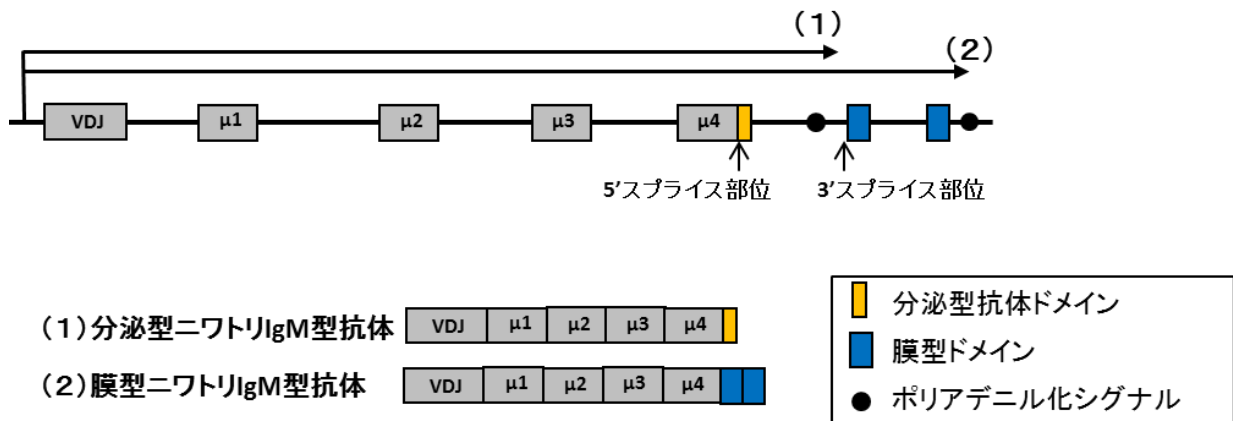 （1）
（2）
VDJ μ1 μ2 μ3 μ4
5’スプライス部位 3’スプライス部位
（1）分泌型ニワトリIgM型抗体 VDJ μ1 μ2 μ3 μ4
（2）膜型ニワトリIgM型抗体 VDJ μ1 μ2 μ3 μ4
分泌型抗体ドメイン
膜型ドメイン
ポリアデニル化シグナル